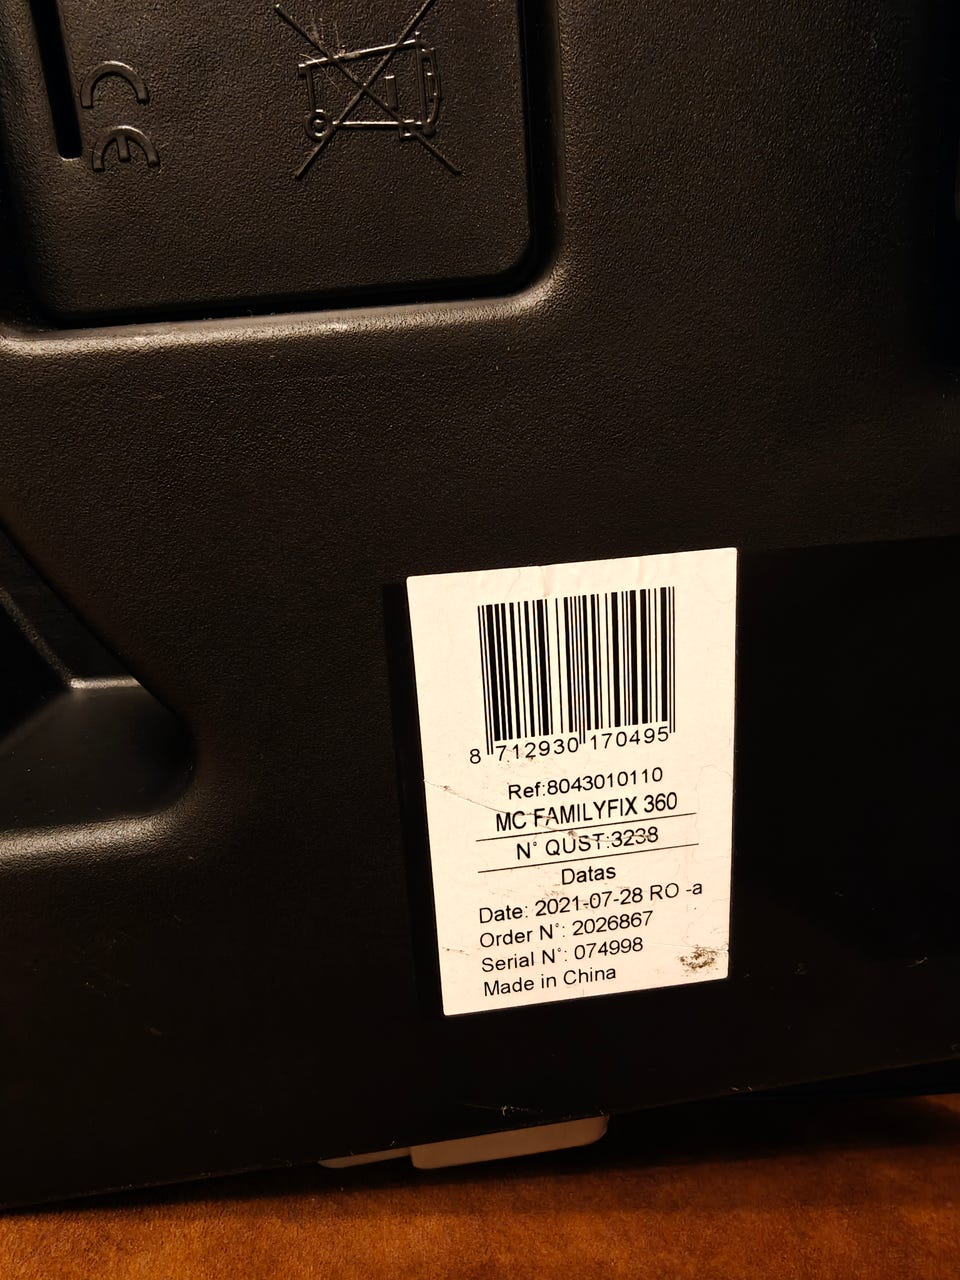 CE
8 712930 170495
Ref:8043010110
MC FAMILYFIX 360
N° QUST:3238
Datas
Date: 2021-07-28 RO -a
Order N°: 2026867
Serial N°: 074998
Made in China